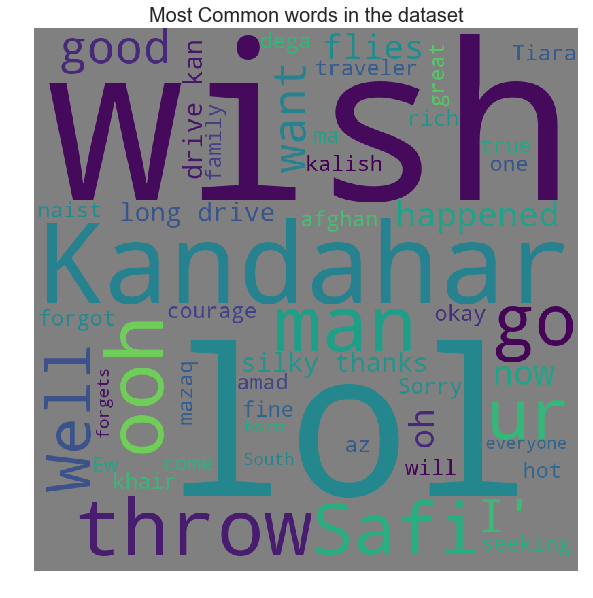 Most Common words in the dataset
good
dega
flies
great
Tiara
wish
drive kan
family
want
traveler
ma
kalish
rich
true
one
naist
long drive
afghan
happened
Kandahar
forgot
courage
man
okay
go
Well
forgets
ooh
mazaq
lol
silky thanks
amad
Sorry
now
fine
born
ur
oh
az
everyone
Ew
come
South
will
hot
khair
throw
Safi
I'
seeking